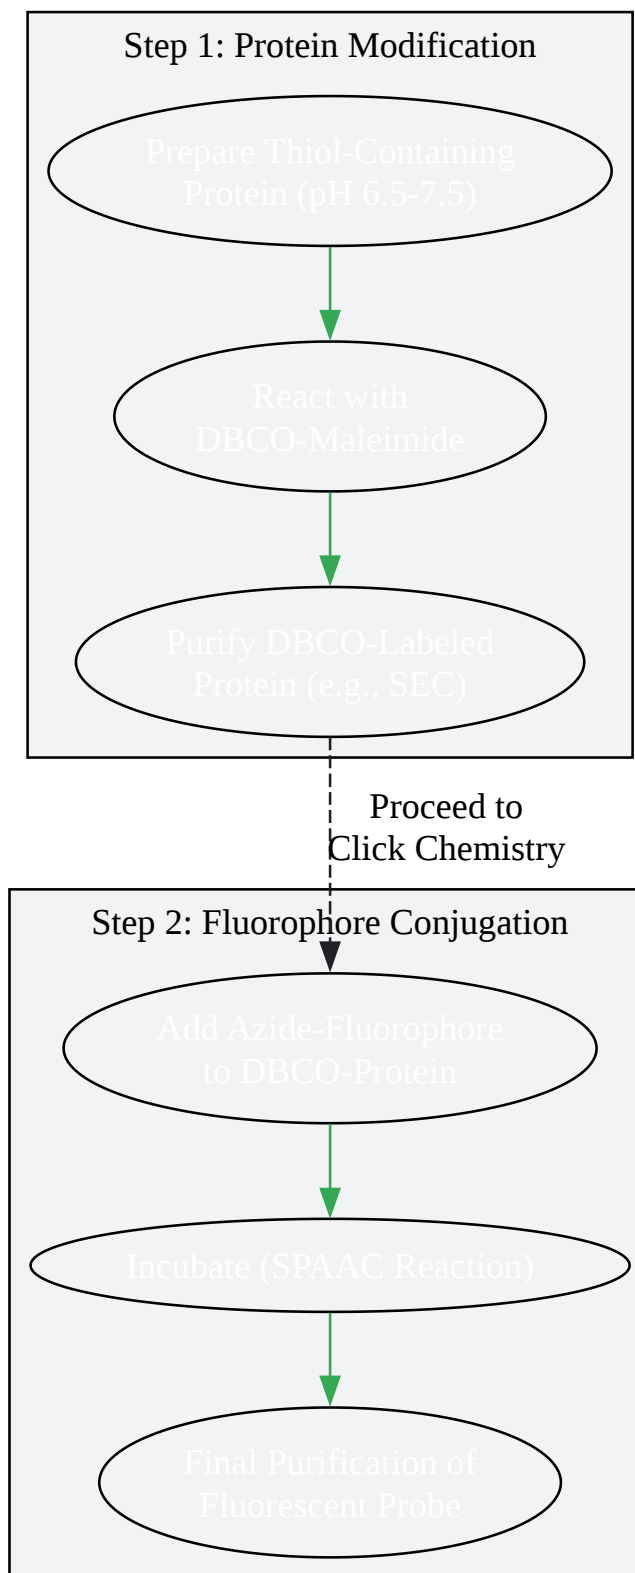 Step 1: Protein Modification
Prepare Thiol-Containing
Protein (pH 6.5-7.5)
React with
DBCO-Maleimide
Purify DBCO-Labeled
Protein (e.g., SEC)
Proceed to
Click Chemistry
Step 2: Fluorophore Conjugation
Add Azide-Fluorophore
to DBCO-Protein
Incubate (SPAAC Reaction)
Final Purification of
Fluorescent Probe